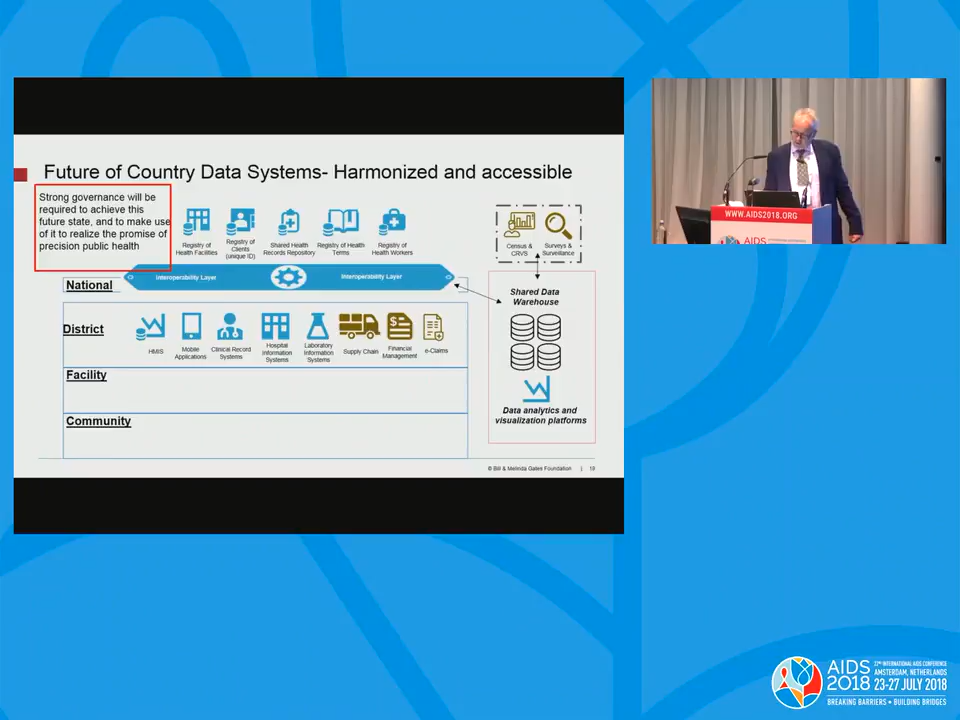 Future of Country Data Systems- Harmonized and accessible
Strong governance will be
required to achieve this
future state, and to make use
of it to realize the promise of
precision public health
Registry of
Health Facilities
Registry of
Clients
(unique ID)
Shared Health
Records Repository
Registry of Health
Terms
Registry of
Health Workers
Census &
CRVS
Surveys &
Surveillance
Interoperability Layer
Interoperability Layer
National
Shared Data
Warehouse
District
HMIS
Mobile
Applications
Clinical Record
Systems
Hospital
Information
Systems
Laboratory
Information
Systems
Supply Chain
Financial
Management
e-Claims
Facility
Data analytics and
visualization platforms
Community
© Bill & Melinda Gates Foundation | 18
WWW.AIDS2018.ORG
AIDS
AIDS
2018
22ND INTERNATIONAL AIDS CONFERENCE
AMSTERDAM, NETHERLANDS
23-27 JULY 2018
BREAKING BARRIERS • BUILDING BRIDGES